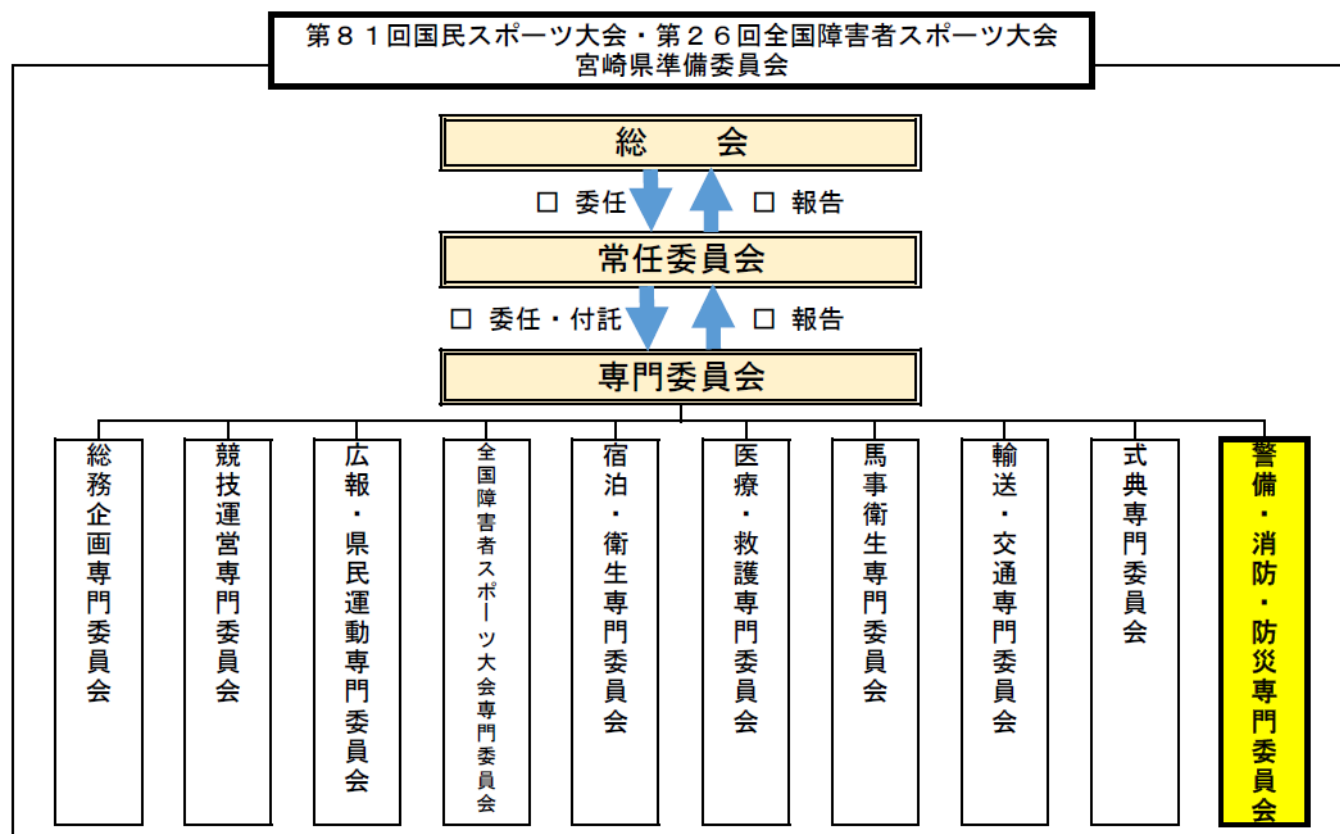 第８１回国民スポーツ大会・第２６回全国障害者スポーツ大会
宮崎県準備委員会
総　会
□ 委任
□ 報告
常任委員会
□ 委任・付託
□ 報告
専門委員会
総務企画専門委員会
競技運営専門委員会
広報・県民運動専門委員会
全国障害者スポーツ大会専門委員会
宿泊・衛生専門委員会
医療・救護専門委員会
馬事衛生専門委員会
輸送・交通専門委員会
式典専門委員会
警備・消防・防災専門委員会